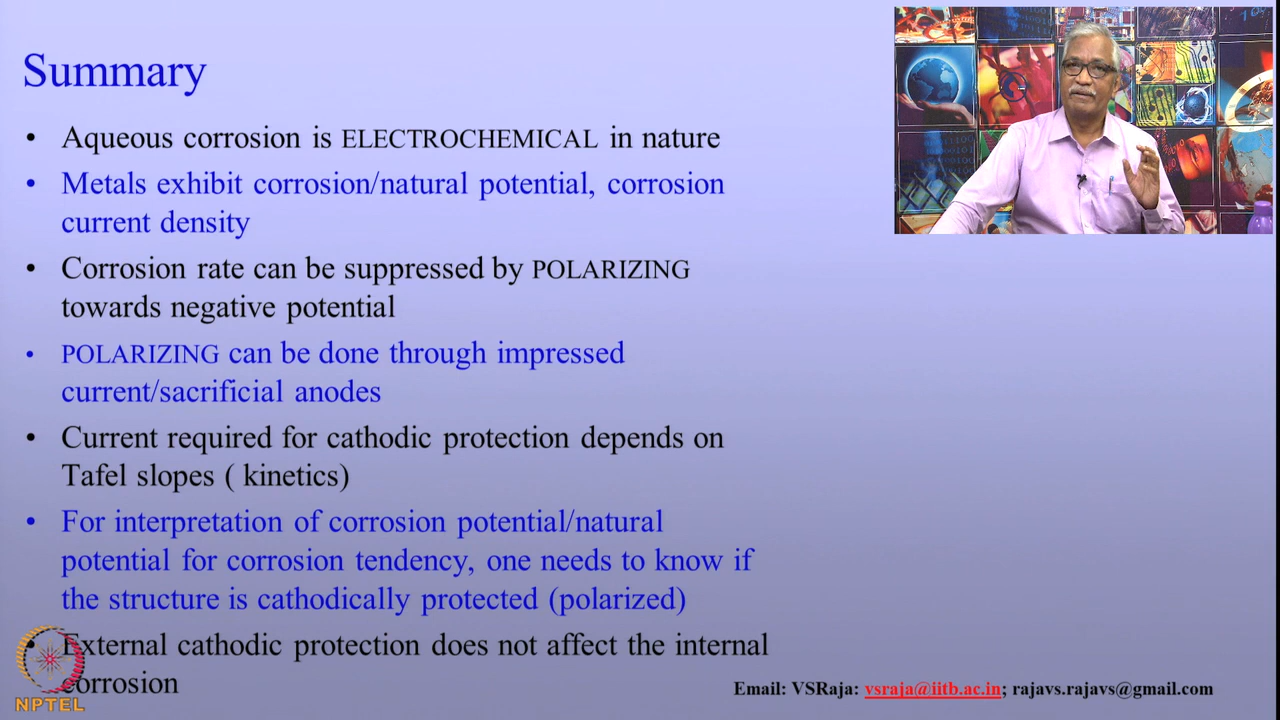 Summary
• Aqueous corrosion is ELECTROCHEMICAL in nature
• Metals exhibit corrosion/natural potential, corrosion
current density
• Corrosion rate can be suppressed by POLARIZING
towards negative potential
• POLARIZING can be done through impressed
current/sacrificial anodes
• Current required for cathodic protection depends on
Tafel slopes ( kinetics)
• For interpretation of corrosion potential/natural
potential for corrosion tendency, one needs to know if
the structure is cathodically protected (polarized)
• External cathodic protection does not affect the internal
corrosion
NPTEL
Email: VSRaja: vsraja@iitb.ac.in; rajavs.rajavs@gmail.com